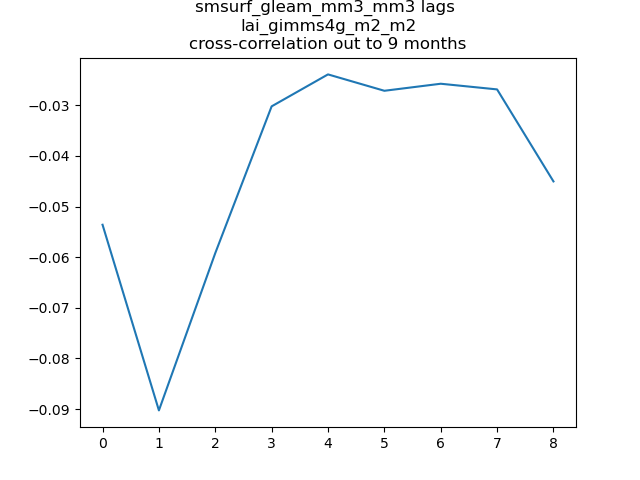 smsurf_gleam_mm3_mm3 lags
lai_gimms4g_m2_m2
cross-correlation out to 9 months
−0.03
−0.04
−0.05
−0.06
−0.07
−0.08
−0.09
0 1 2 3 4 5 6 7 8